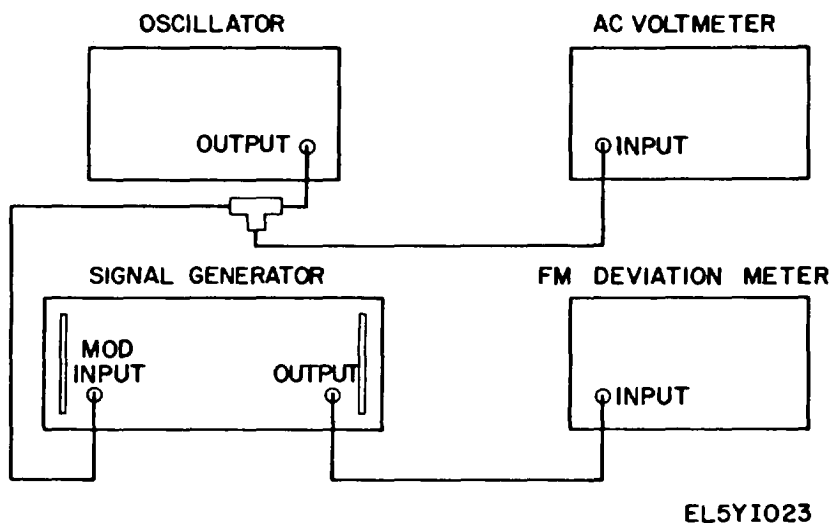 OSCILLATOR
AC VOLTMETER
OUTPUT
INPUT
SIGNAL GENERATOR
FM DEVIATION METER
MOD
INPUT
OUTPUT
INPUT
EL5YI023